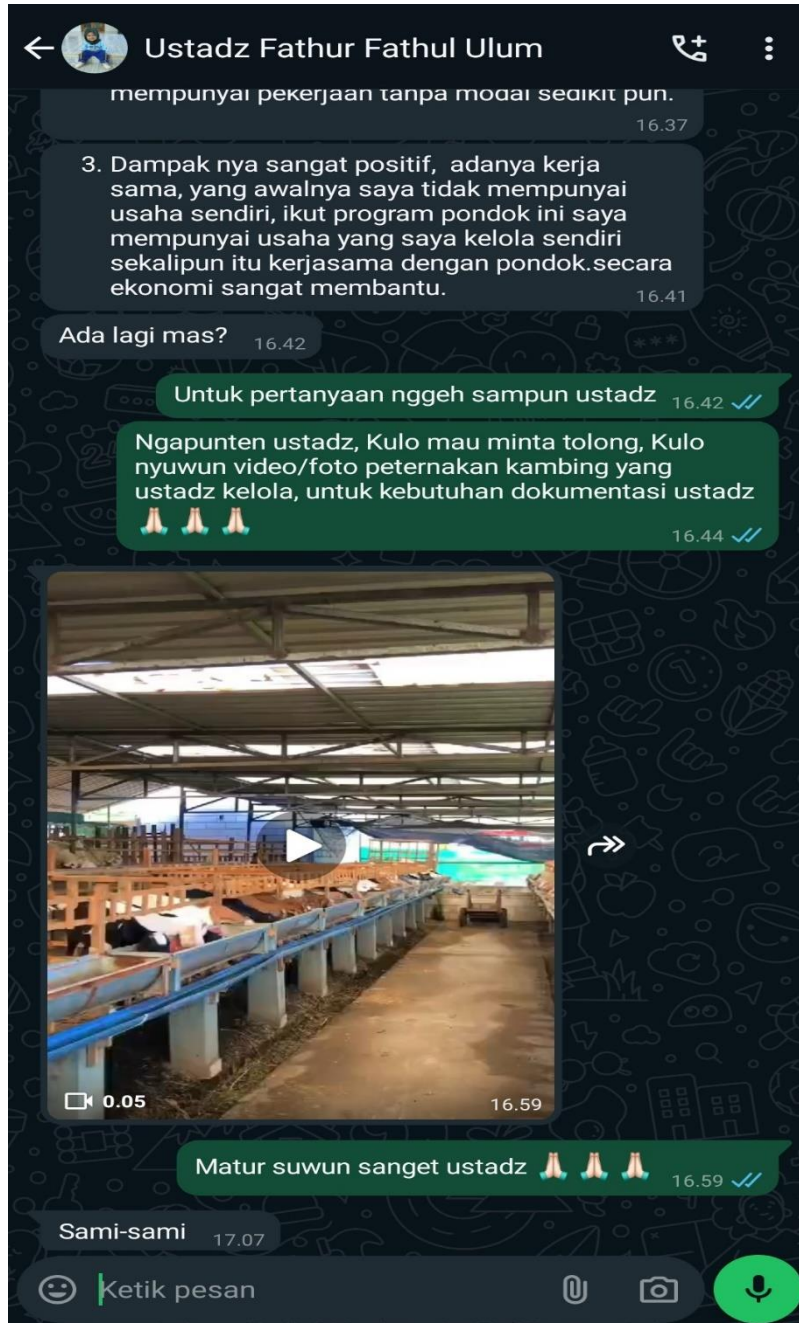 Ustadz Fathur Fathul Ulum
mempunyai pekerjaan tanpa modal sedikit pun.
16.37
3. Dampak nya sangat positif, adanya kerja
sama, yang awalnya saya tidak mempunyai
usaha sendiri, ikut program pondok ini saya
mempunyai usaha yang saya kelola sendiri
sekalipun itu kerjasama dengan pondok.secara
ekonomi sangat membantu.
16.41
Ada lagi mas? 16.42
Untuk pertanyaan nggeh sampun ustadz 16.42
Ngapunten ustadz, Kulo mau minta tolong, Kulo
nyuwun video/foto peternakan kambing yang
ustadz kelola, untuk kebutuhan dokumentasi ustadz
🙏🏻 🙏🏻 🙏🏻
16.44
0.05 16.59
Matur suwun sanget ustadz 🙏🏻 🙏🏻 🙏🏻 16.59
Sami-sami 17.07
Ketik pesan